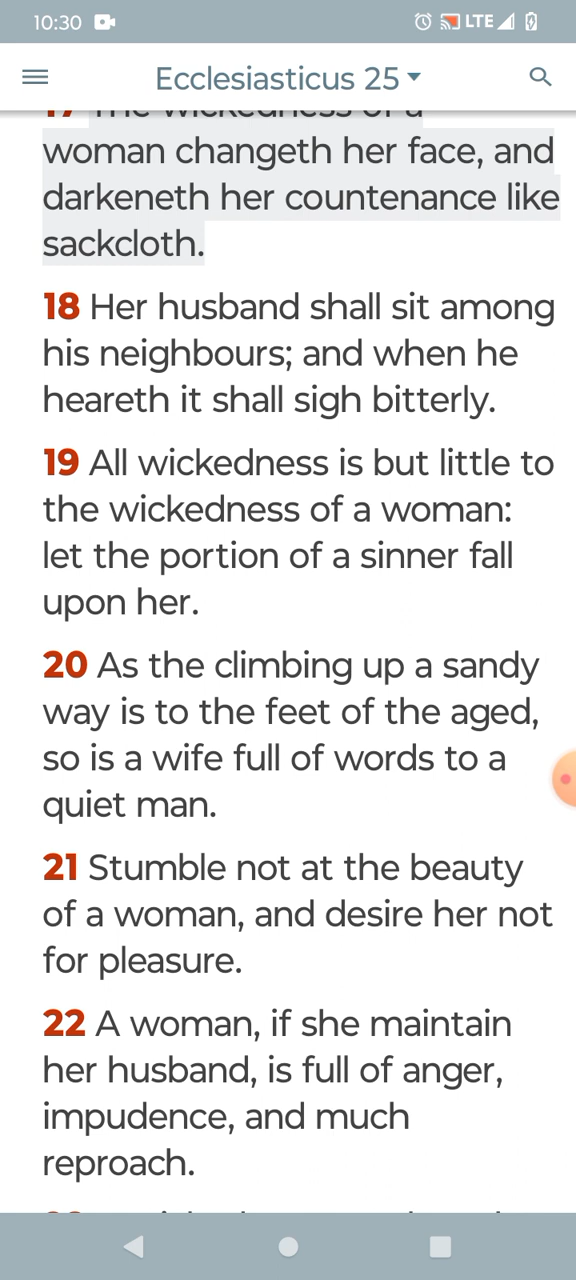 10:30 LTE
Ecclesiasticus 25
17 The wickedness of a
woman changeth her face, and
darkeneth her countenance like
sackcloth.
18 Her husband shall sit among
his neighbours; and when he
heareth it shall sigh bitterly.
19 All wickedness is but little to
the wickedness of a woman:
let the portion of a sinner fall
upon her.
20 As the climbing up a sandy
way is to the feet of the aged,
so is a wife full of words to a
quiet man.
21 Stumble not at the beauty
of a woman, and desire her not
for pleasure.
22 A woman, if she maintain
her husband, is full of anger,
impudence, and much
reproach.